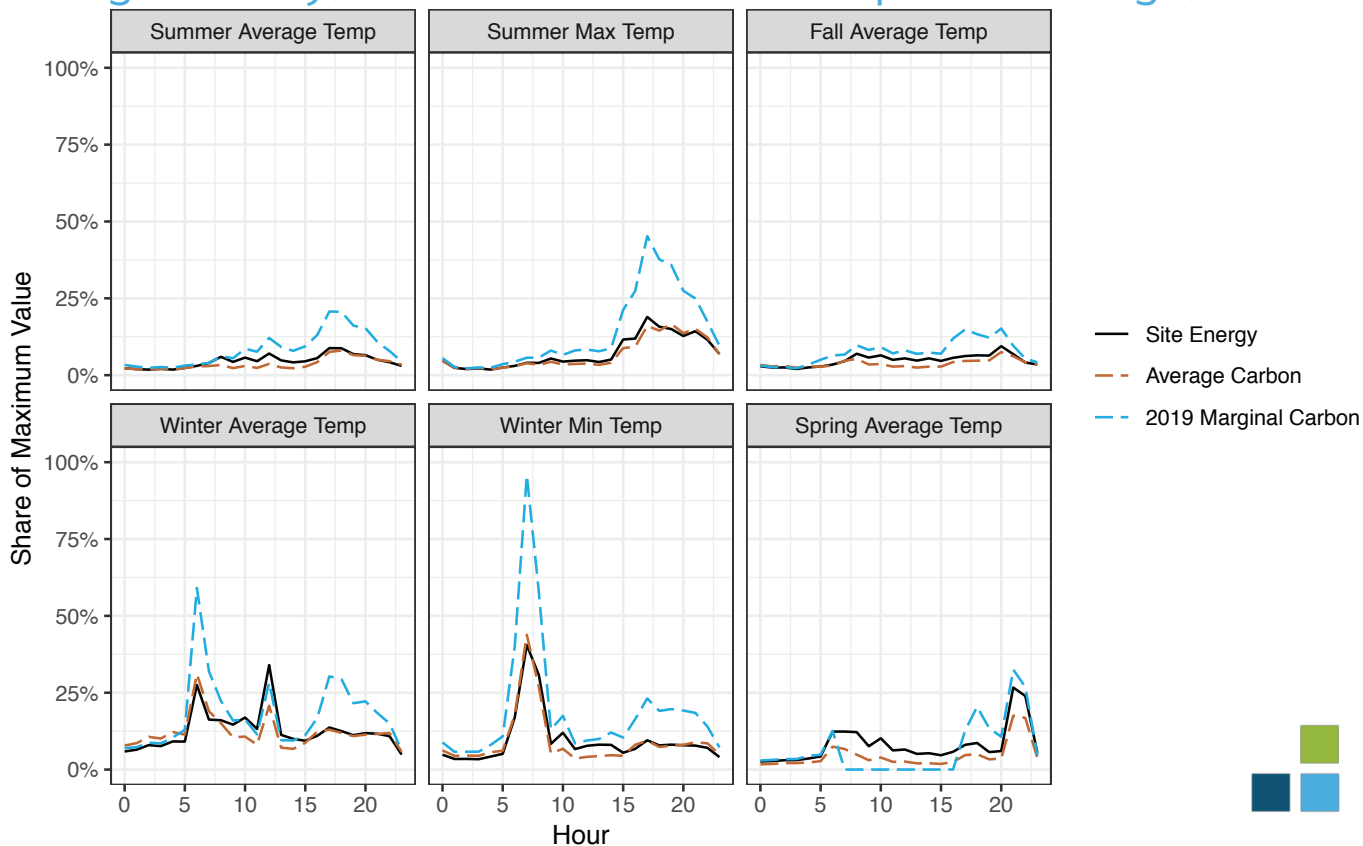 Summer Average Temp
Summer Max Temp
Fall Average Temp
100%
75%
50%
25%
0%
Winter Average Temp
Winter Min Temp
Spring Average Temp
100%
75%
50%
25%
0%
0 5 10 15 20
0 5 10 15 20
0 5 10 15 20
Hour
Share of Maximum Value
Site Energy
Average Carbon
2019 Marginal Carbon